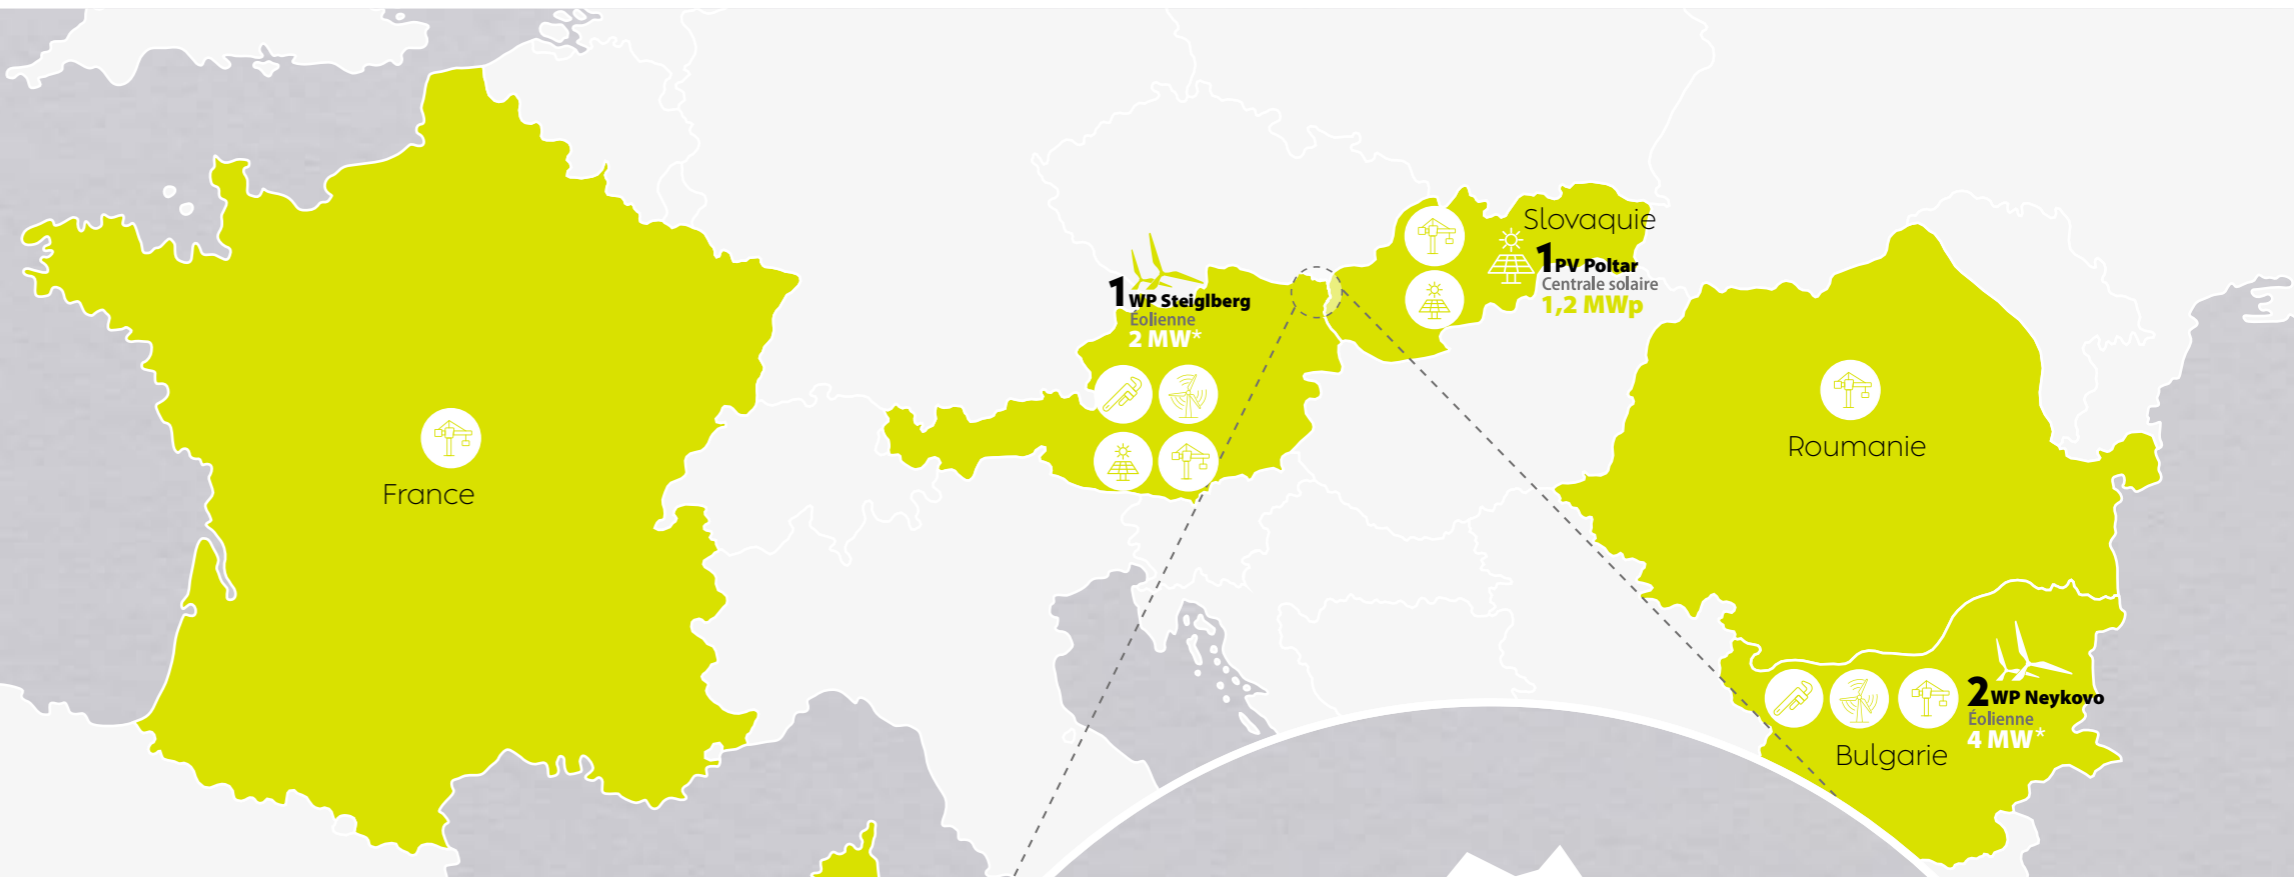 Slovaquie
1 PV Poltar
Centrale solaire
1,2 MWp
1 WP Steiglberg
Éolienne
2 MW*
France
Roumanie
2 WP Neykovo
Éolienne
4 MW*
Bulgarie